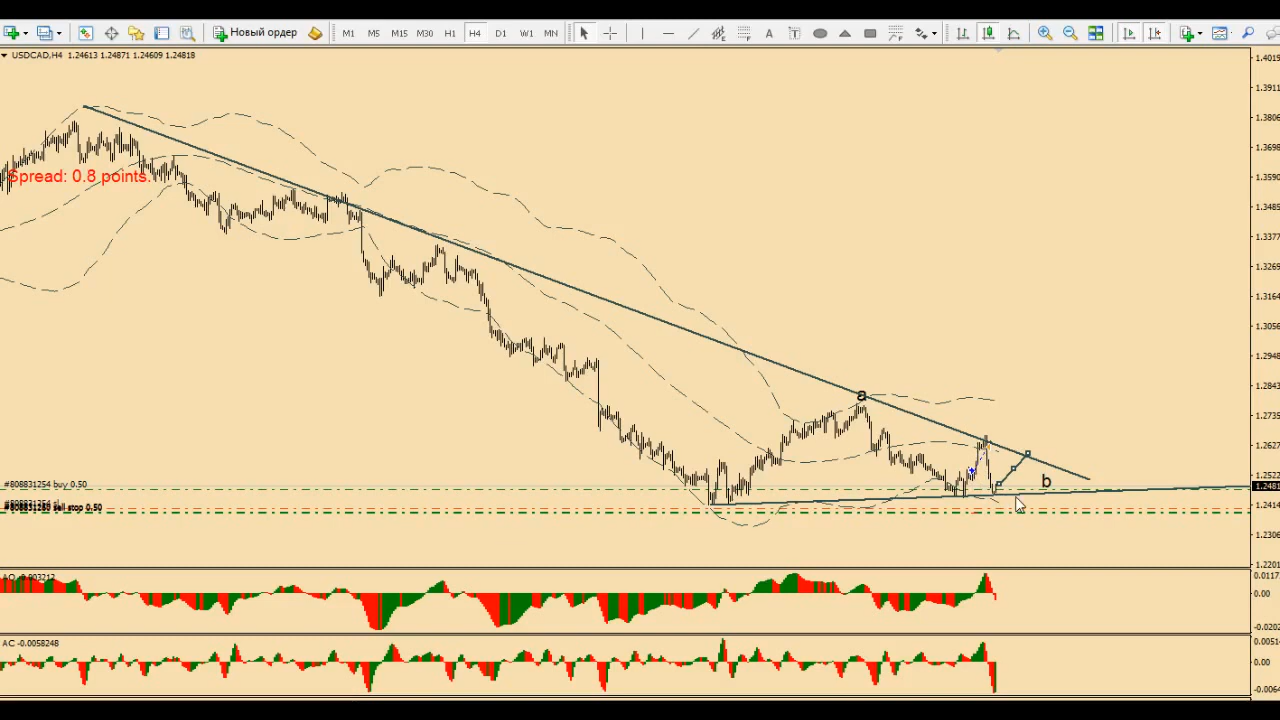 Новый ордер M1 M5 M15 M30 H1 H4 D1 W1 MN
USDCAD,H4 1.24613 1.24871 1.24609 1.24818
1.4019
1.3911
1.3806
1.3698
Spread: 0.8 points.
1.3590
1.3485
1.3377
1.3269
1.3164
1.3056
1.2948
1.2843
a
1.2735
1.2627
b
#808831254 buy 0.50
1.2481
sell stop 0.50
1.2414
1.2306
1.2201
AO -0.003212
0.0117
0.00
-0.0202
AC -0.0058248
0.0051
0.00
-0.0064